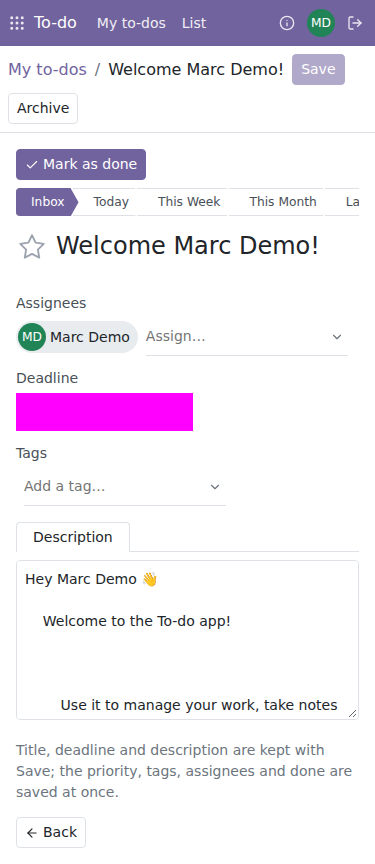 To-do My to-dos List MD
My to-dos / Welcome Marc Demo! Save
Archive
Mark as done
Inbox Today This Week This Month La
Welcome Marc Demo!
Assignees
MD Marc Demo Assign...
Deadline
Tags
Add a tag...
Description
Hey Marc Demo 👋
Welcome to the To-do app!
Use it to manage your work, take notes
Title, deadline and description are kept with
Save; the priority, tags, assignees and done are
saved at once.
Back